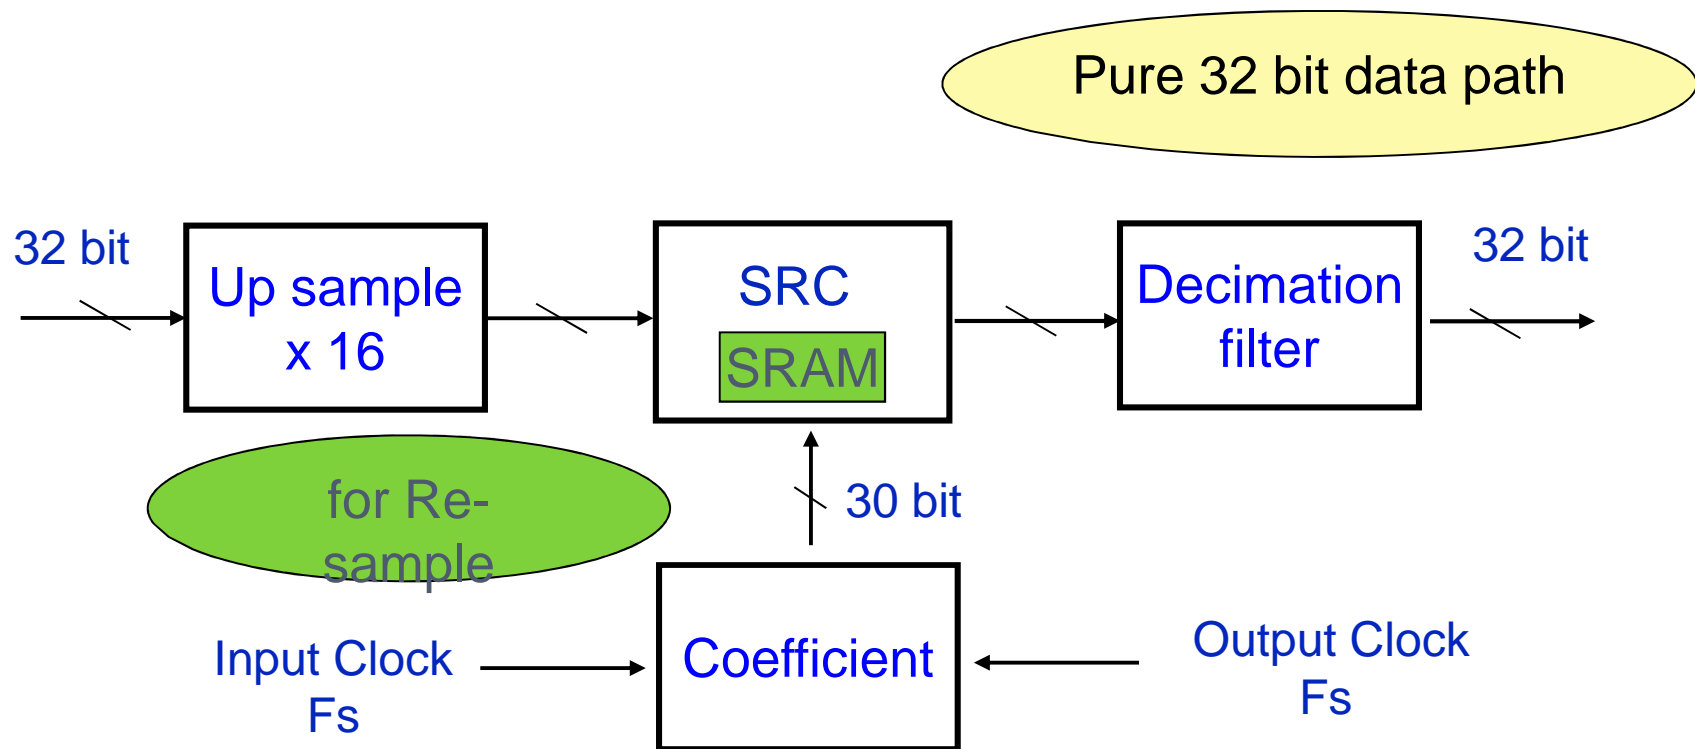 Pure 32 bit data path
32 bit
Up sample
x 16
SRC
SRAM
Decimation
filter
32 bit
for Re-
sample
30 bit
Input Clock
Fs
Coefficient
Output Clock
Fs